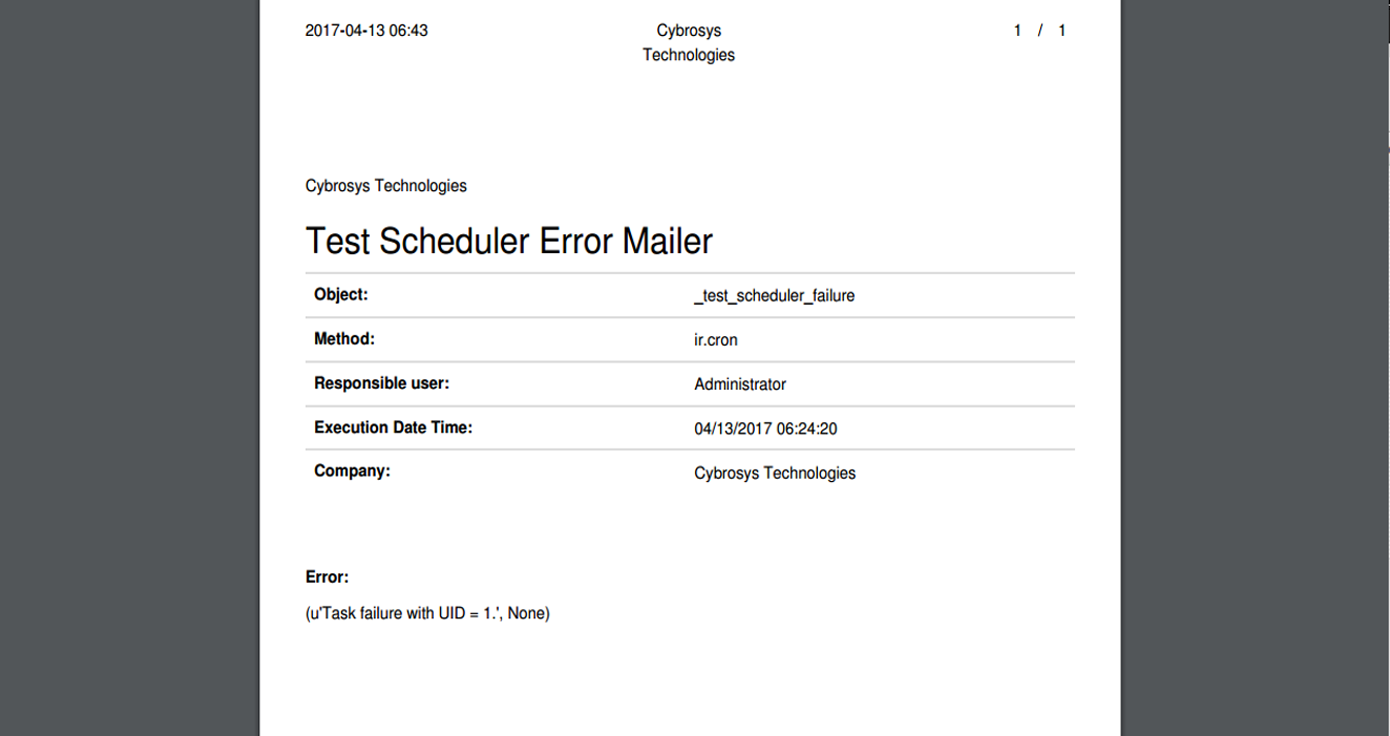 2017-04-13 06:43
Cybrosys
Technologies
1 / 1
Cybrosys Technologies
Test Scheduler Error Mailer
Object: _test_scheduler_failure
Method: ir.cron
Responsible user: Administrator
Execution Date Time: 04/13/2017 06:24:20
Company: Cybrosys Technologies
Error:
(u'Task failure with UID = 1.', None)